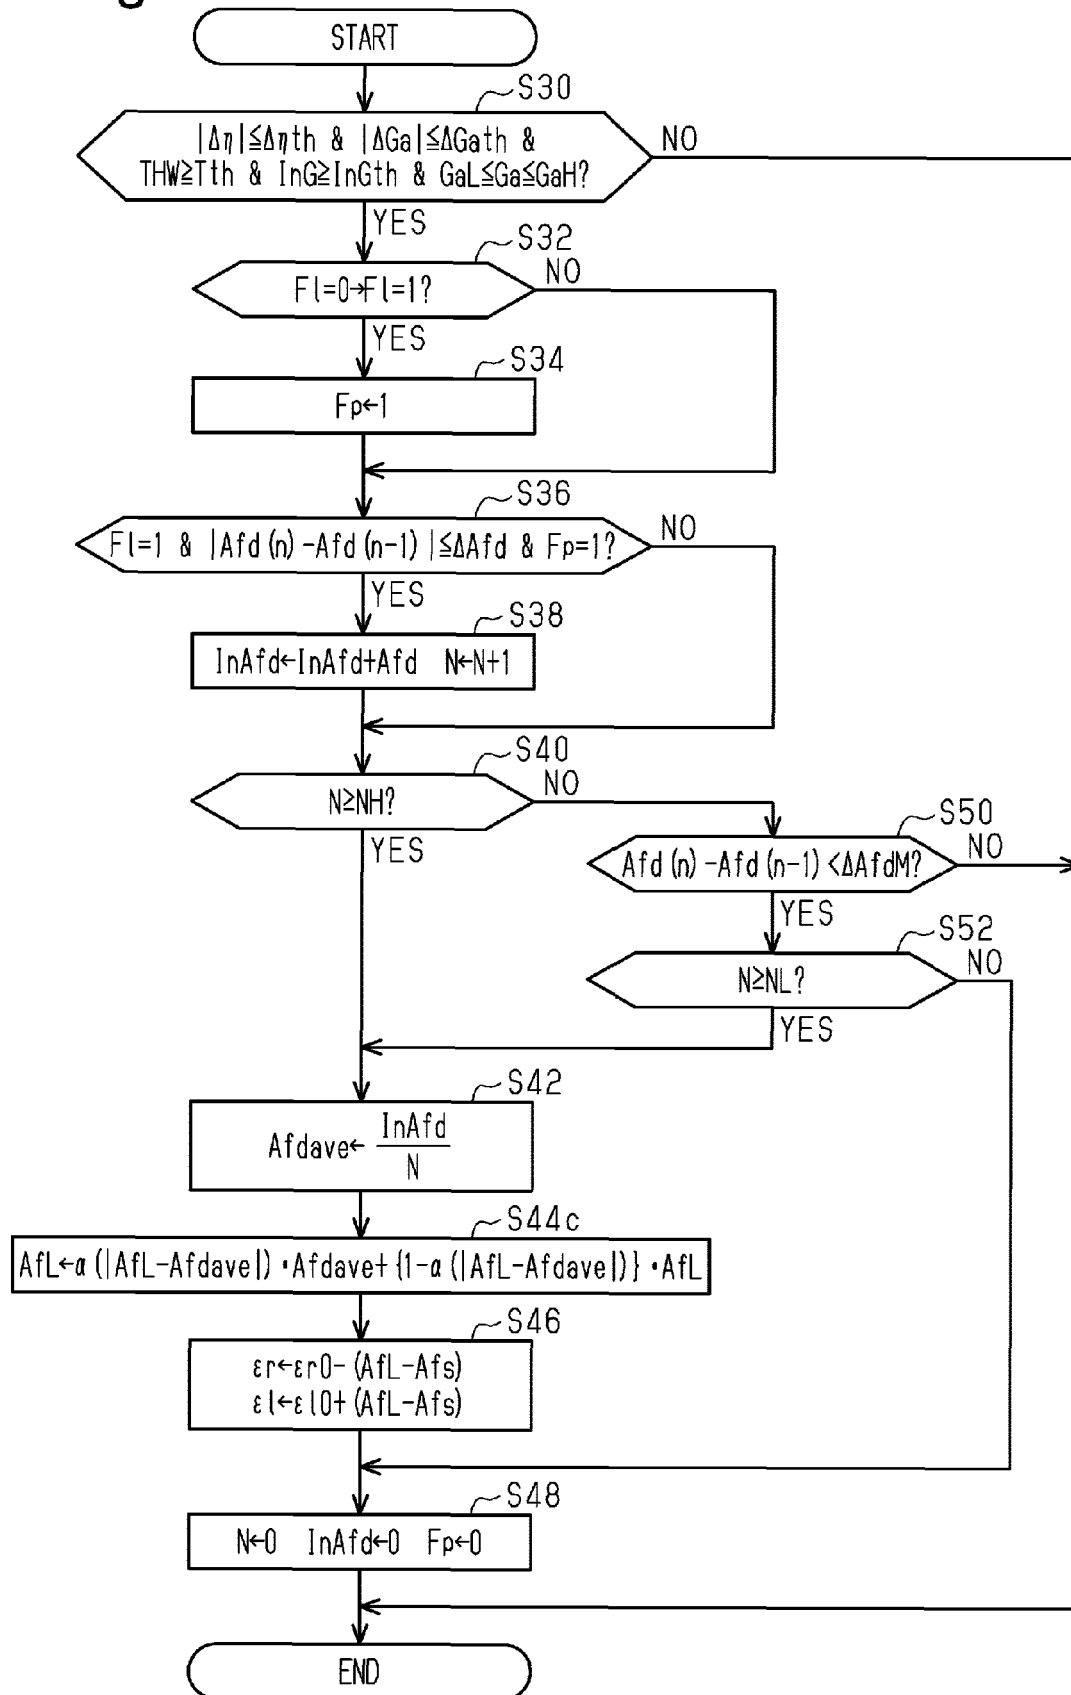 START
S30
|Δη|≦Δηth & |ΔGa|≦ΔGath &
THW≧Tth & InG≧InGth & GaL≦Ga≦GaH?
NO
YES
S32
Fl=0→Fl=1?
NO
YES
S34
Fp←1
S36
Fl=1 & |Afd(n)-Afd(n-1)|≦ΔAfd & Fp=1?
NO
YES
S38
InAfd←InAfd+Afd N←N+1
S40
N≥NH?
NO
YES
S50
Afd(n)-Afd(n-1)<ΔAfdM?
NO
YES
S52
N≥NL?
NO
YES
S42
Afdave← InAfd
N
S44c
AfL←α(|AfL-Afdave|)·Afdave+{1-α(|AfL-Afdave|)}·AfL
S46
εr←εr0-(AfL-Afs)
εl←εl0+(AfL-Afs)
S48
N←0 InAfd←0 Fp←0
END